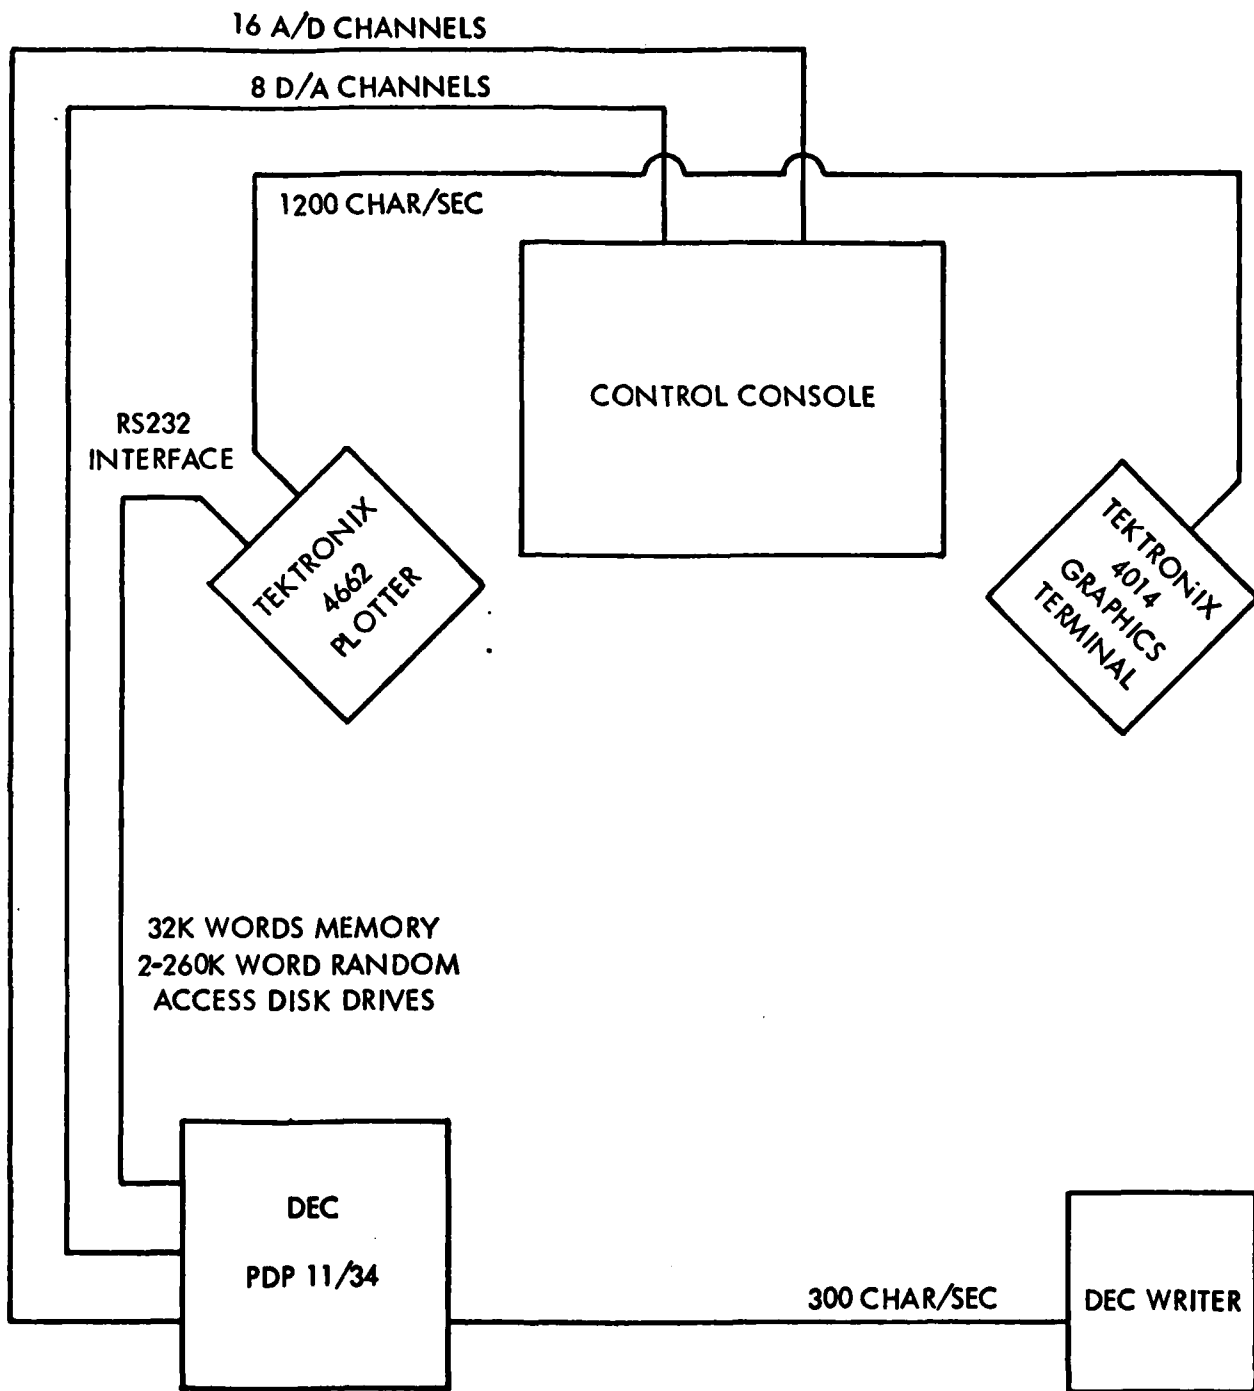 16 A/D CHANNELS
8 D/A CHANNELS
1200 CHAR/SEC
CONTROL CONSOLE
RS232
INTERFACE
TEKTRONIX
4662
PLOTTER
TEKTRONIX
4014
GRAPHICS
TERMINAL
32K WORDS MEMORY
2-260K WORD RANDOM
ACCESS DISK DRIVES
DEC
PDP 11/34
300 CHAR/SEC
DEC WRITER